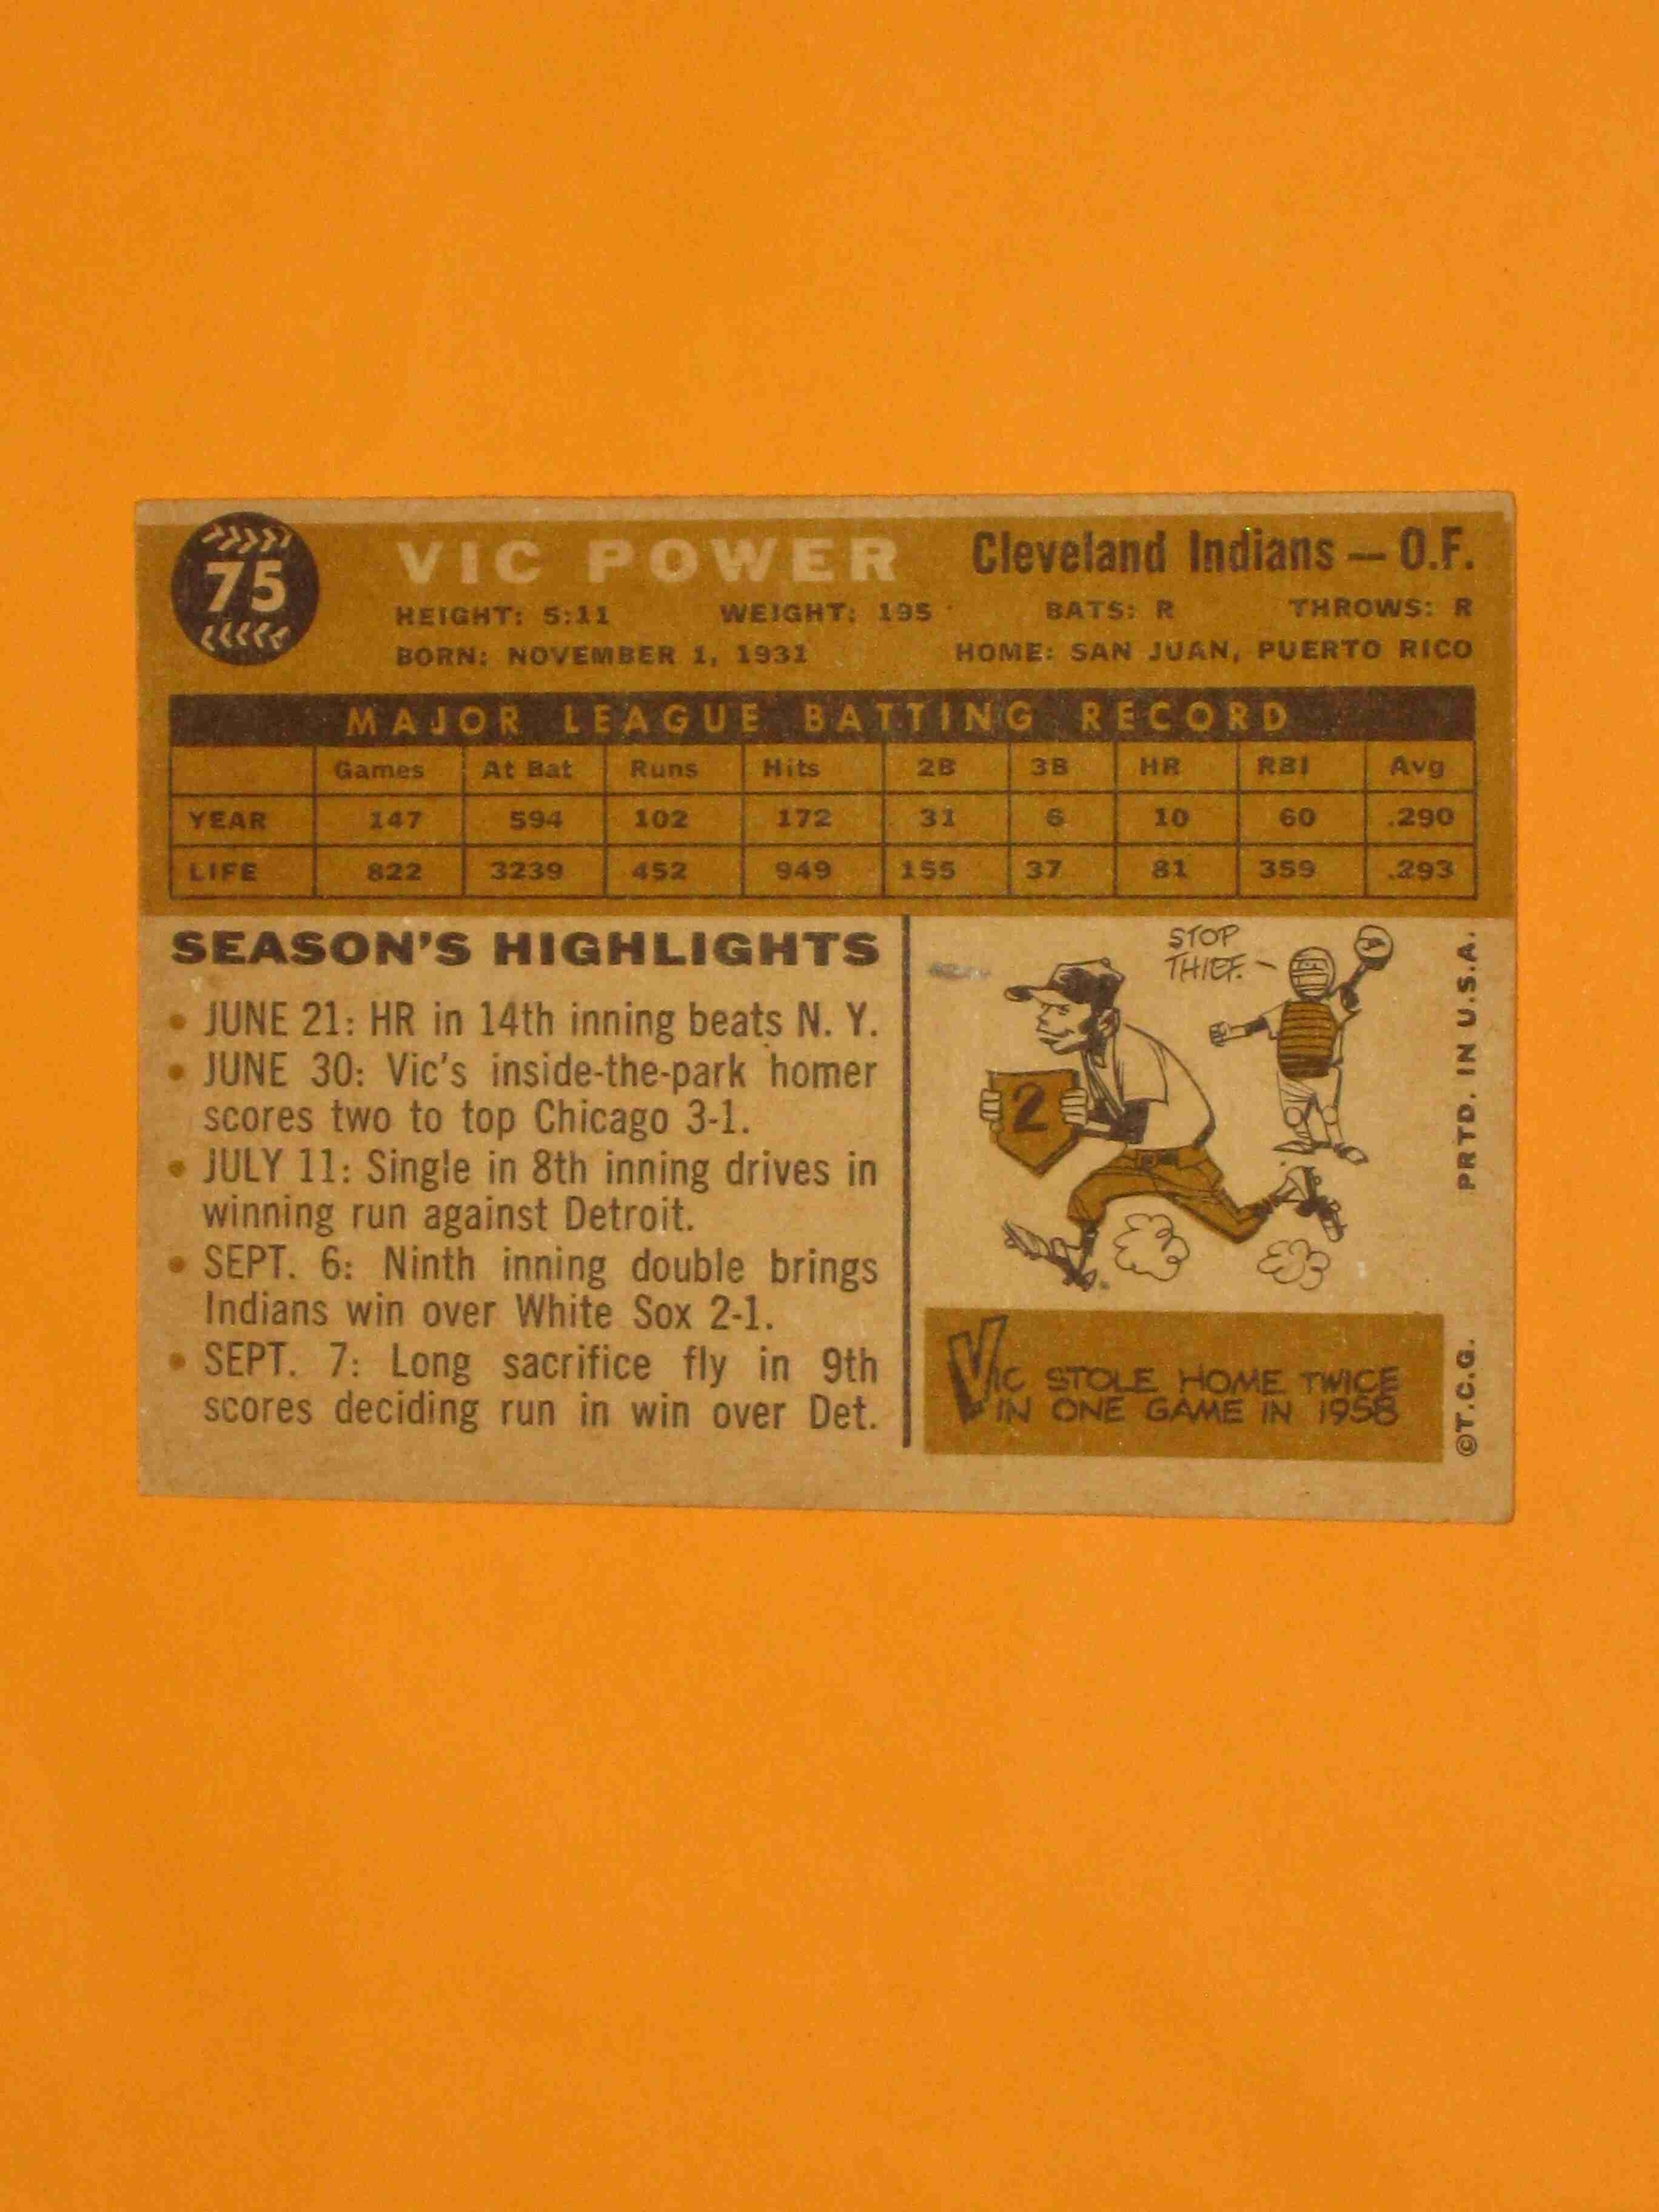 75
VIC POWER
Cleveland Indians — O.F.
HEIGHT: 5:11 WEIGHT: 195 BATS: R THROWS: R
BORN: NOVEMBER 1, 1931 HOME: SAN JUAN, PUERTO RICO
MAJOR LEAGUE BATTING RECORD
Games At Bat Runs Hits 2B 3B HR RBI Avg
YEAR 147 594 102 172 31 6 10 60 .290
LIFE 822 3239 452 949 155 37 81 359 .293
SEASON'S HIGHLIGHTS
• JUNE 21: HR in 14th inning beats N. Y.
• JUNE 30: Vic's inside-the-park homer
scores two to top Chicago 3-1.
• JULY 11: Single in 8th inning drives in
winning run against Detroit.
• SEPT. 6: Ninth inning double brings
Indians win over White Sox 2-1.
• SEPT. 7: Long sacrifice fly in 9th
scores deciding run in win over Det.
STOP
THIEF.
2
VIC STOLE HOME TWICE
IN ONE GAME IN 1958
©T.C.G. PRTD. IN U.S.A.